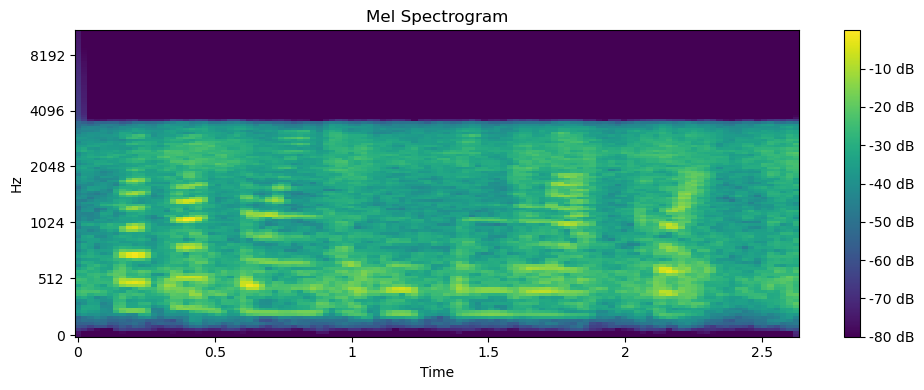 Mel Spectrogram
8192
4096
2048
1024
512
0
Hz
0
0.5
1
1.5
2
2.5
Time
-10 dB
-20 dB
-30 dB
-40 dB
-50 dB
-60 dB
-70 dB
-80 dB